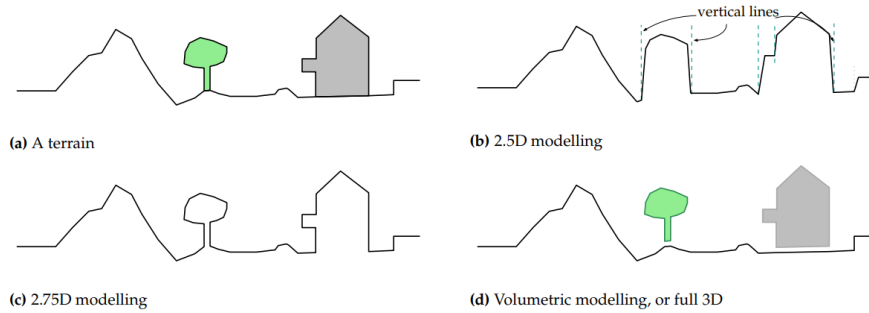 vertical lines
(a) A terrain
(b) 2.5D modelling
(c) 2.75D modelling
(d) Volumetric modelling, or full 3D